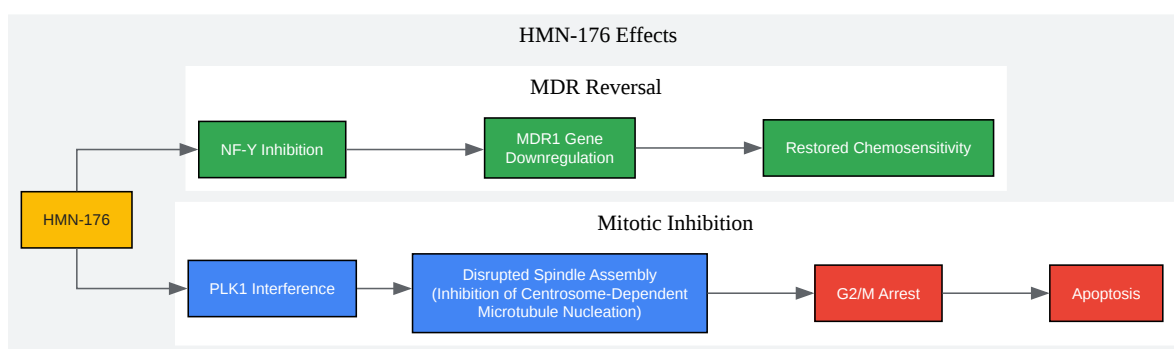 HMN-176 Effects
MDR Reversal
NF-Y Inhibition
MDR1 Gene
Downregulation
Restored Chemosensitivity
HMN-176
Mitotic Inhibition
PLK1 Interference
Disrupted Spindle Assembly
(Inhibition of Centrosome-Dependent
Microtubule Nucleation)
G2/M Arrest
Apoptosis